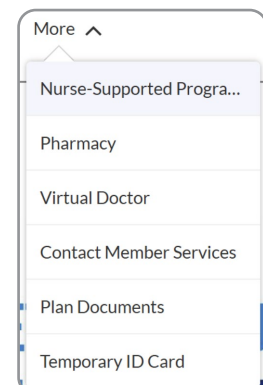 More
Nurse-Supported Progra...
Pharmacy
Virtual Doctor
Contact Member Services
Plan Documents
Temporary ID Card